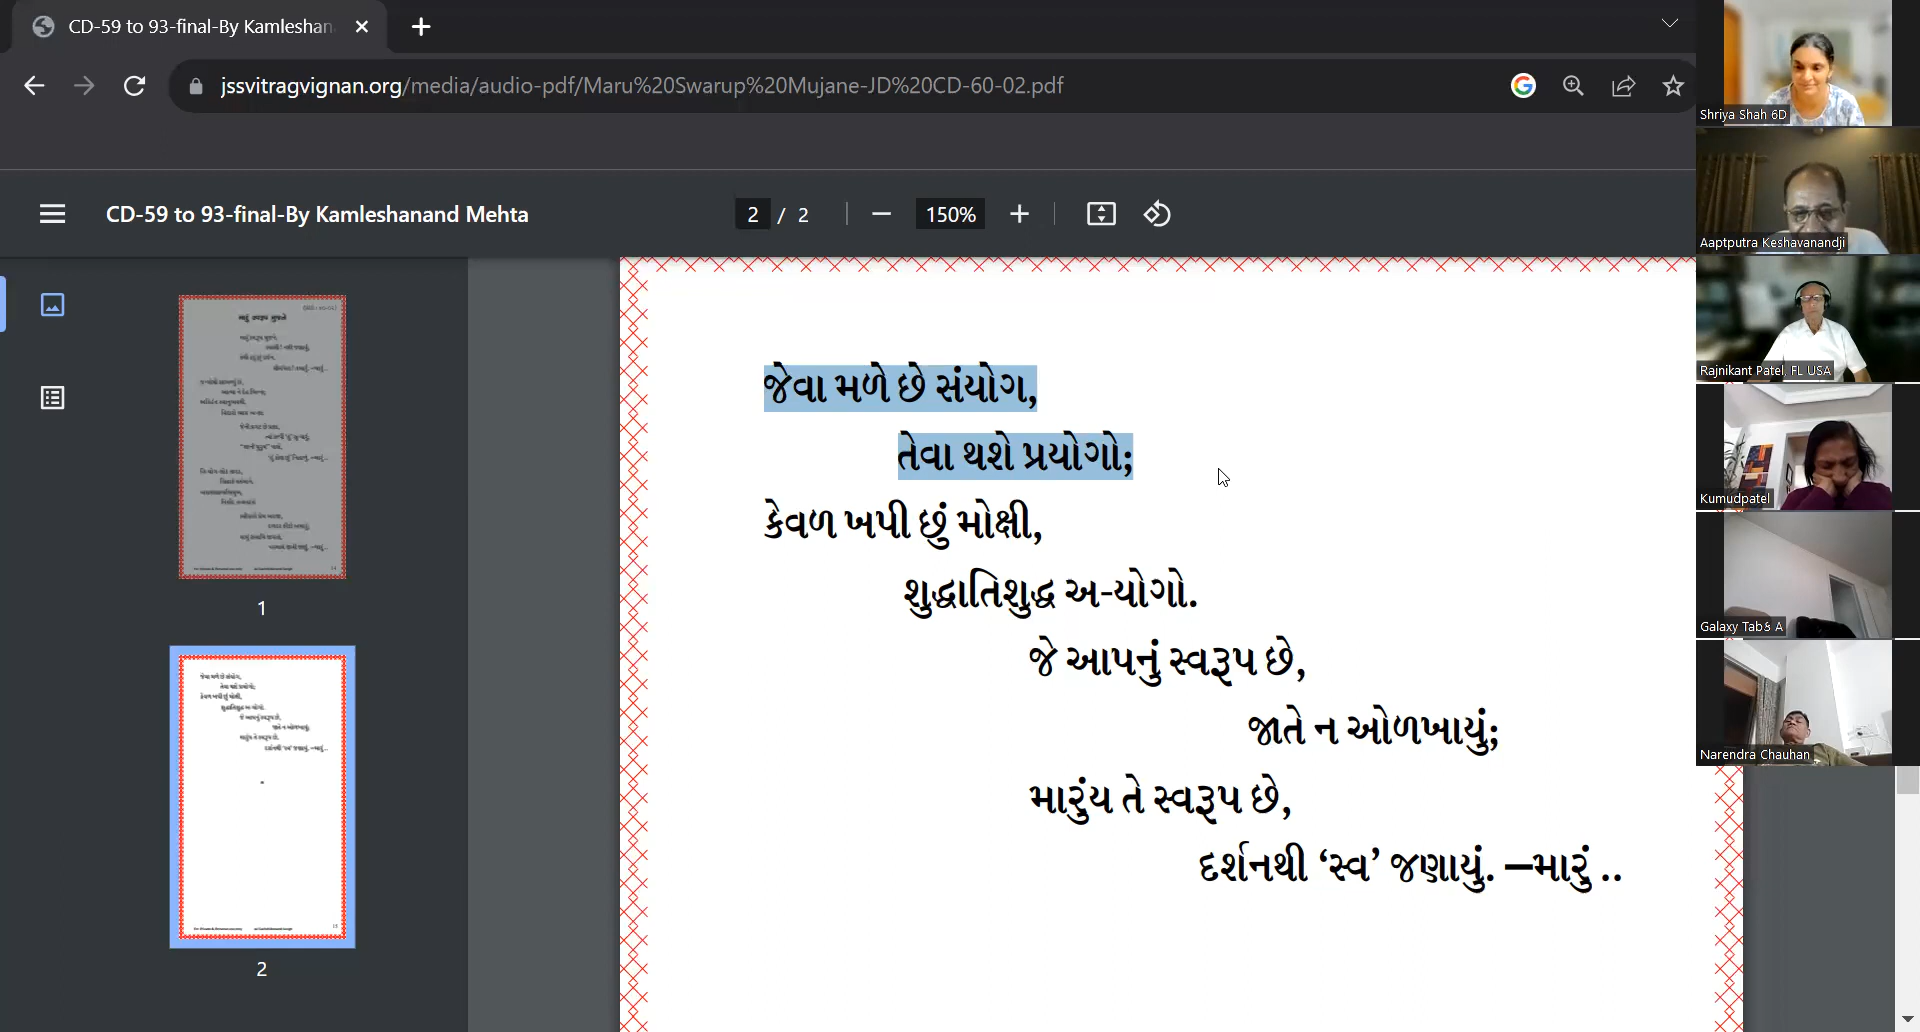 CD-59 to 93-final-By Kamleshan
jssvitragvignan.org/media/audio-pdf/Maru%20Swarup%20Mujane-JD%20CD-60-02.pdf
CD-59 to 93-final-By Kamleshanand Mehta
2 / 2
150%
જેવા મળે છે સંયોગ,
તેવા થશે પ્રયોગો;
કેવળ ખપી છું મોક્ષી,
શુદ્ધાતિશુદ્ધ અ-યોગો.
જે આપનું સ્વરૂપ છે,
જાતે ન ઓળખાયું;
મારુંય તે સ્વરૂપ છે,
દર્શનથી ‘સ્વ’ જણાયું. –મારું ..
1
2
Shriya Shah 6D
Aaptputra Keshavanandji
Rajnikant Patel, FL USA
Kumudpatel
Galaxy Tab A
Narendra Chauhan